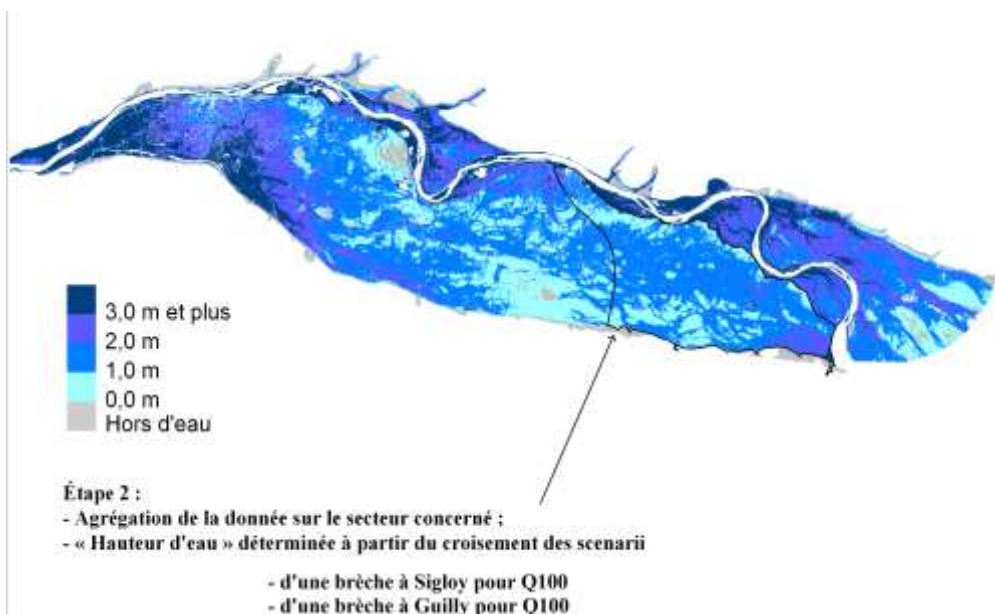 3,0 m et plus
2,0 m
1,0 m
0,0 m
Hors d'eau
Étape 2 :
- Agrégation de la donnée sur le secteur concerné ;
- « Hauteur d'eau » déterminée à partir du croisement des scenarii
- d'une brèche à Sigloy pour Q100
- d'une brèche à Guilly pour Q100